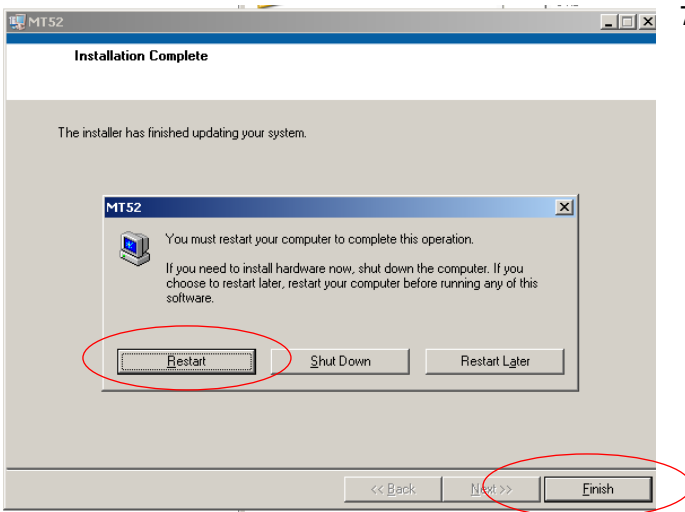 MT52
7
Installation Complete
The installer has finished updating your system.
MT52
You must restart your computer to complete this operation.
If you need to install hardware now, shut down the computer. If you
choose to restart later, restart your computer before running any of this
software.
Restart Shut Down Restart Later
<< Back Next >> Finish